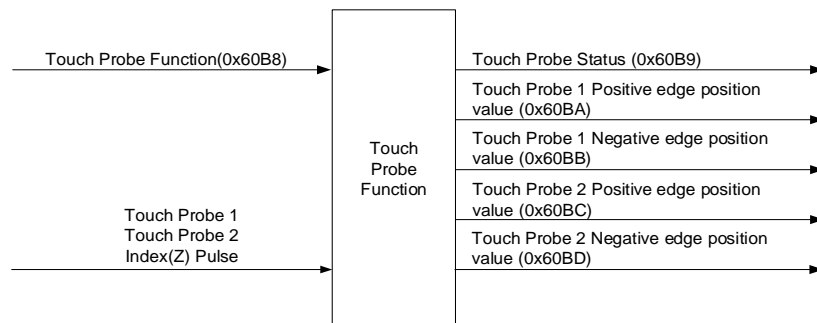 Touch Probe Function(0x60B8)
Touch Probe 1
Touch Probe 2
Index(Z) Pulse
Touch
Probe
Function
Touch Probe Status (0x60B9)
Touch Probe 1 Positive edge position
value (0x60BA)
Touch Probe 1 Negative edge position
value (0x60BB)
Touch Probe 2 Positive edge position
value (0x60BC)
Touch Probe 2 Negative edge position
value (0x60BD)